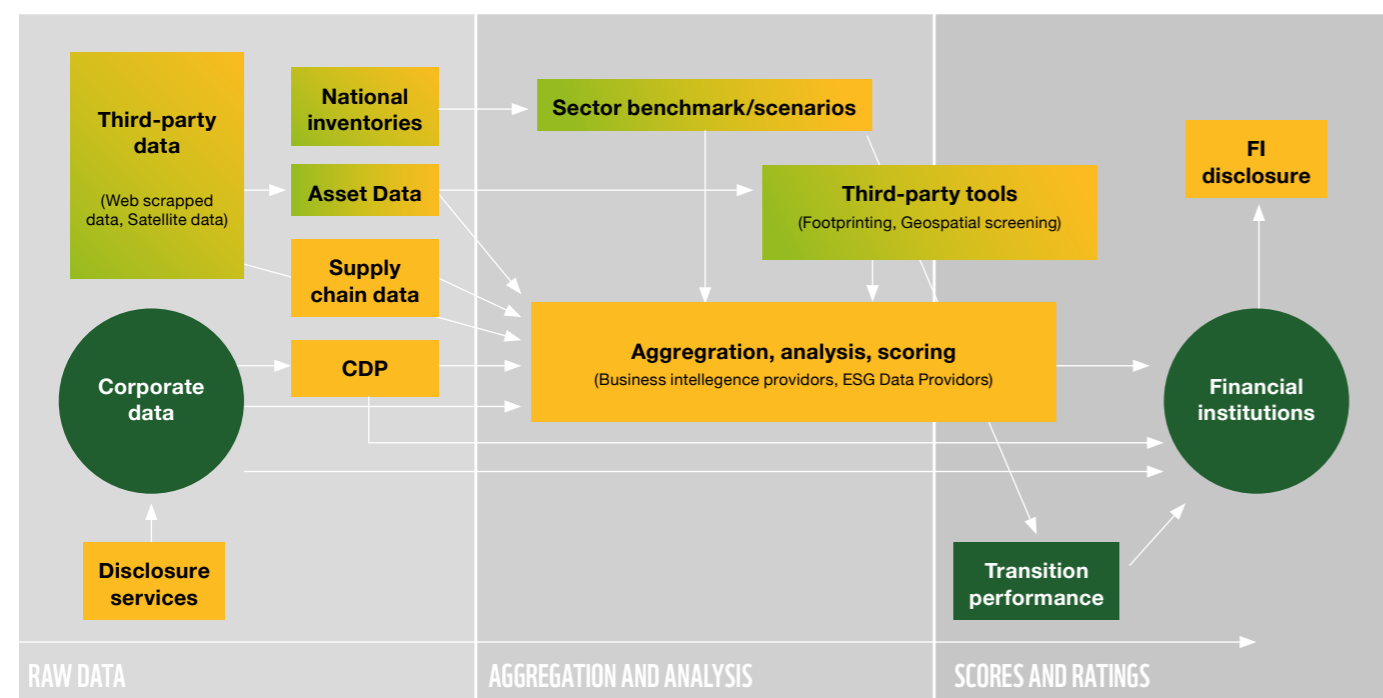 Third-party
data
(Web scrapped
data, Satellite data)
National
inventories
Asset Data
Supply
chain data
CDP
Corporate
data
Disclosure
services
Sector benchmark/scenarios
Third-party tools
(Footprinting, Geospatial screening)
Aggregration, analysis, scoring
(Business intellegence providors, ESG Data Providors)
FI
disclosure
Financial
institutions
Transition
performance
RAW DATA
AGGREGATION AND ANALYSIS
SCORES AND RATINGS